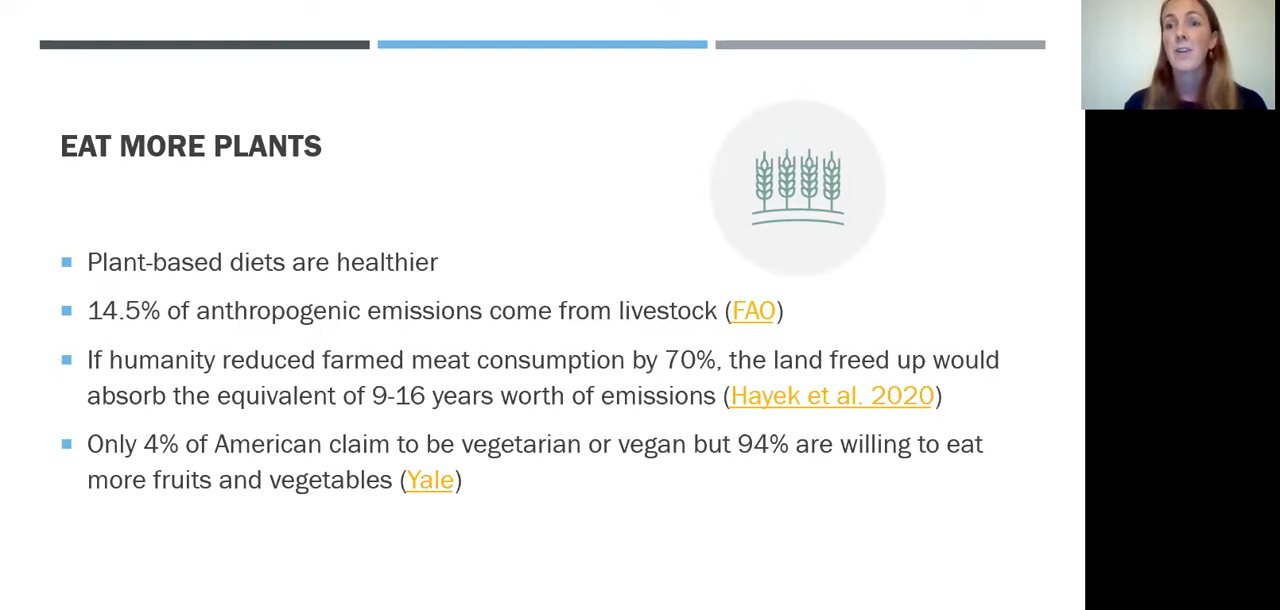 EAT MORE PLANTS
Plant-based diets are healthier
14.5% of anthropogenic emissions come from livestock (FAO)
If humanity reduced farmed meat consumption by 70%, the land freed up would
absorb the equivalent of 9-16 years worth of emissions (Hayek et al. 2020)
Only 4% of American claim to be vegetarian or vegan but 94% are willing to eat
more fruits and vegetables (Yale)